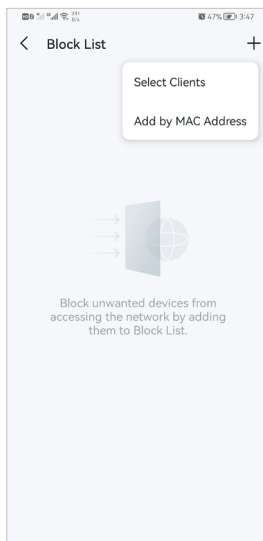 341
B/s
47% 3:47
Block List
Select Clients
Add by MAC Address
Block unwanted devices from
accessing the network by adding
them to Block List.